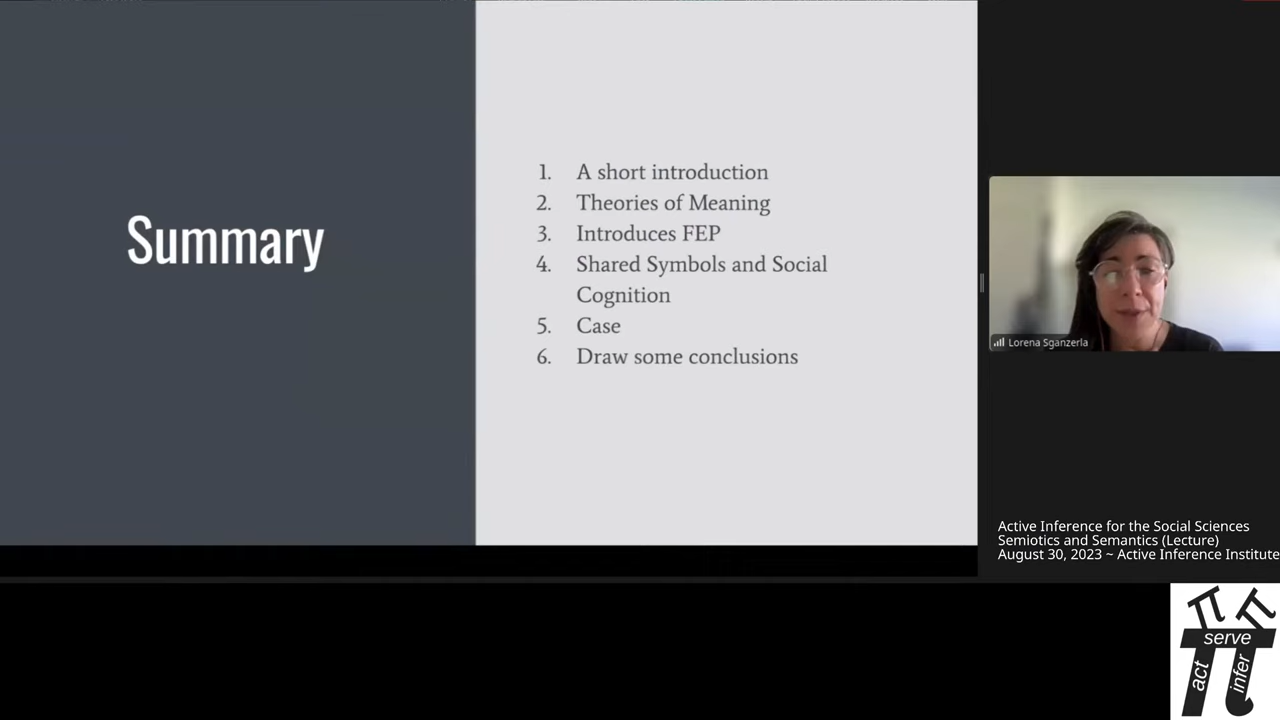 Summary
1. A short introduction
2. Theories of Meaning
3. Introduces FEP
4. Shared Symbols and Social
Cognition
5. Case
6. Draw some conclusions
Lorena Sganzerla
Active Inference for the Social Sciences
Semiotics and Semantics (Lecture)
August 30, 2023 ~ Active Inference Institute
serve
act
infer